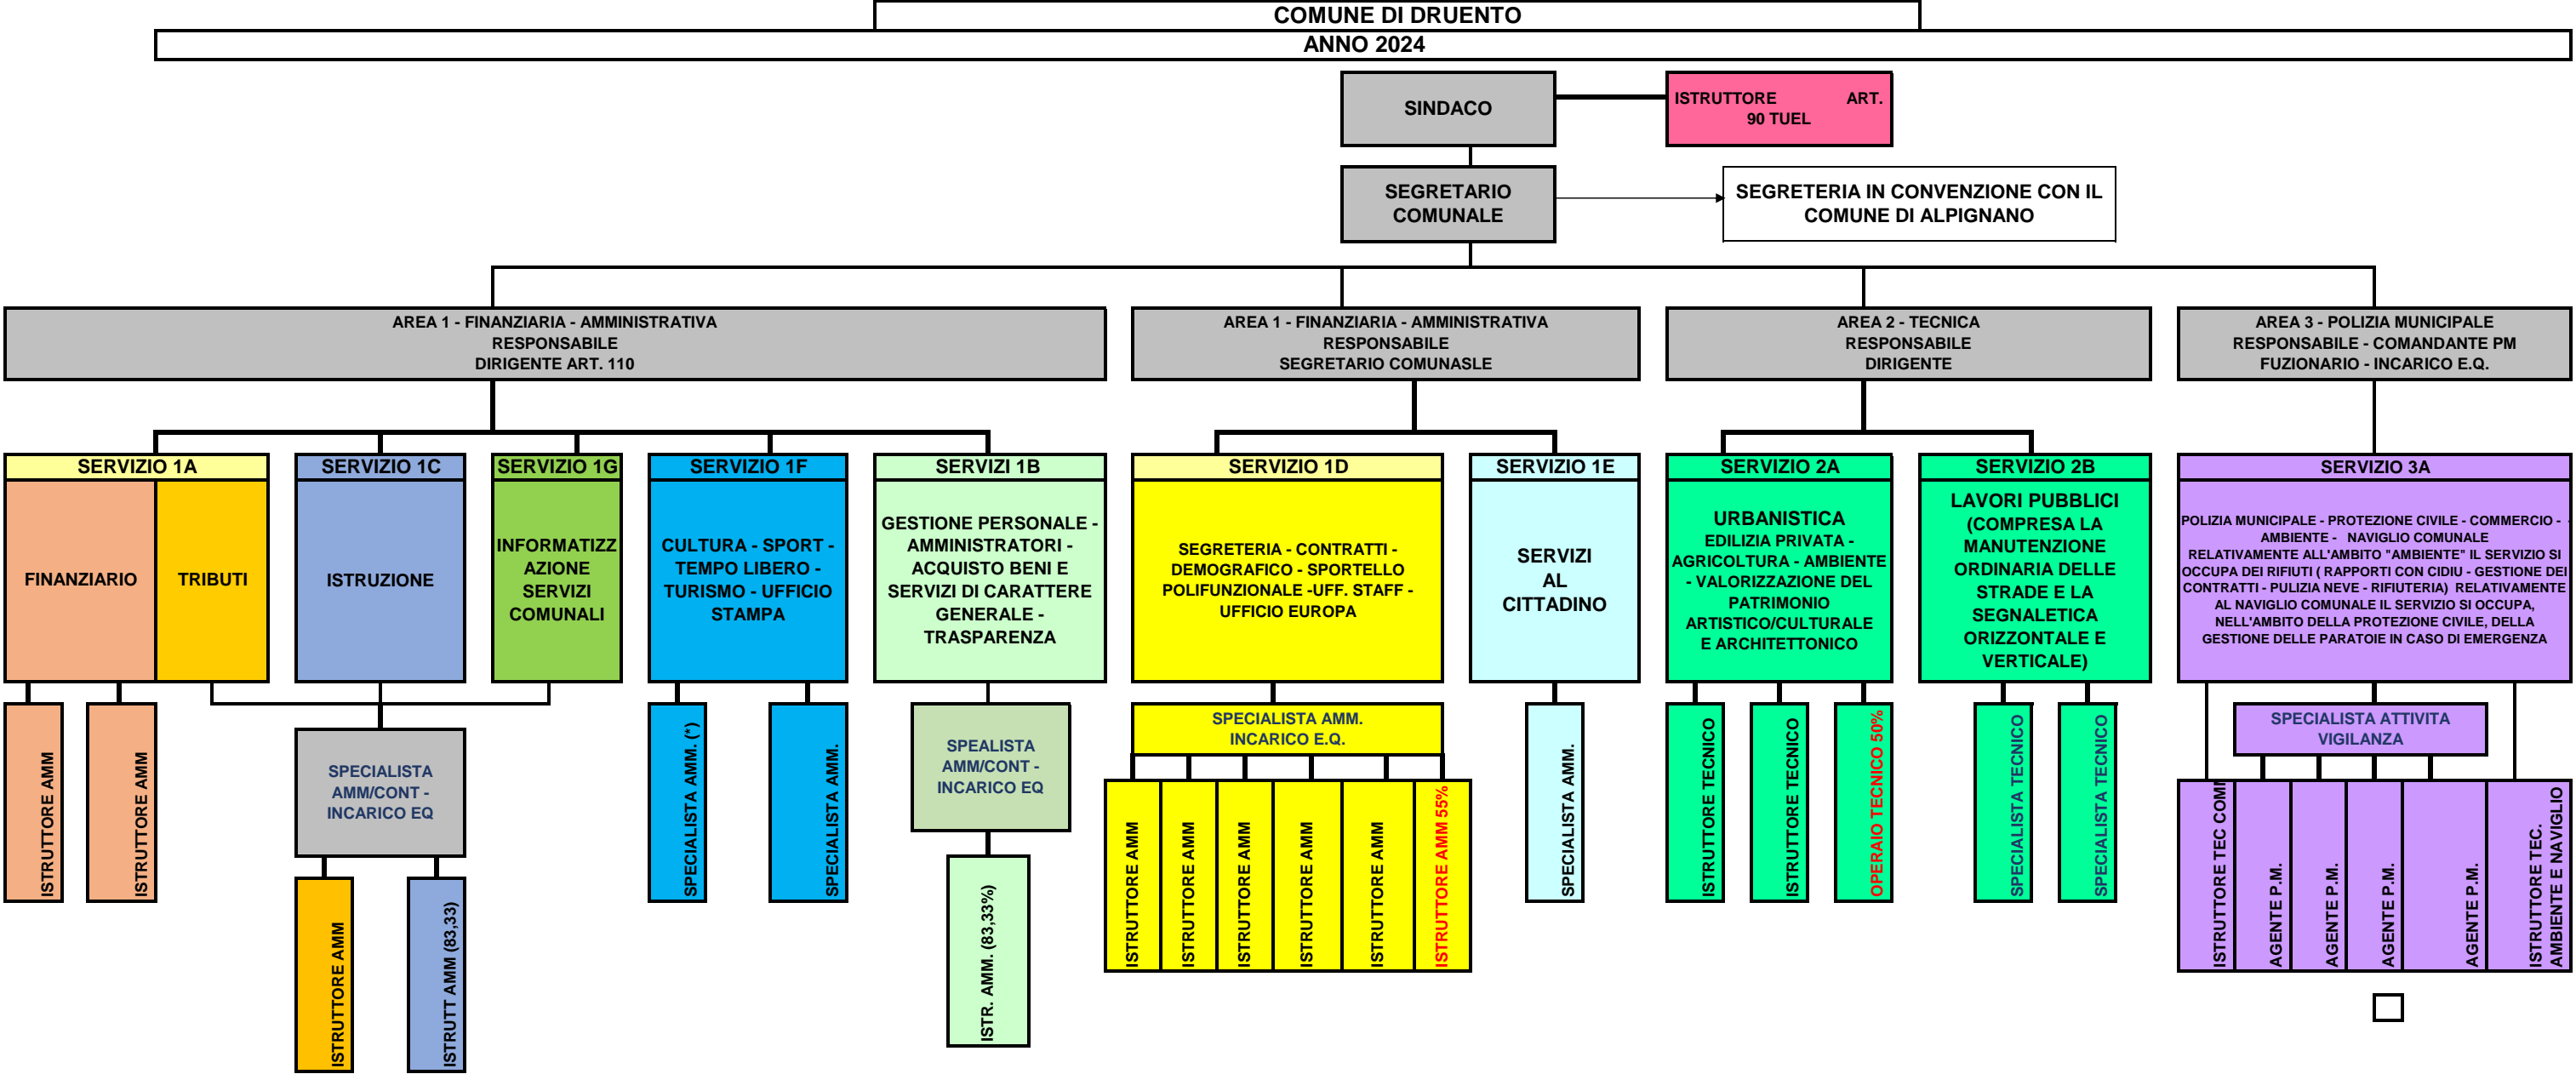 COMUNE DI DRUENTO
ANNO 2024
SINDACO
ISTRUTTORE ART.
90 TUEL
SEGRETARIO
COMUNALE
SEGRETERIA IN CONVENZIONE CON IL
COMUNE DI ALPIGNANO
AREA 1 - FINANZIARIA - AMMINISTRATIVA
RESPONSABILE
DIRIGENTE ART. 110
AREA 1 - FINANZIARIA - AMMINISTRATIVA
RESPONSABILE
SEGRETARIO COMUNASLE
AREA 2 - TECNICA
RESPONSABILE
DIRIGENTE
AREA 3 - POLIZIA MUNICIPALE
RESPONSABILE - COMANDANTE PM
FUZIONARIO - INCARICO E.Q.
SERVIZIO 1A
FINANZIARIO
TRIBUTI
SERVIZIO 1C
ISTRUZIONE
SERVIZIO 1G
INFORMATIZZ
AZIONE
SERVIZI
COMUNALI
SERVIZIO 1F
CULTURA - SPORT -
TEMPO LIBERO -
TURISMO - UFFICIO
STAMPA
SERVIZI 1B
GESTIONE PERSONALE -
AMMINISTRATORI -
ACQUISTO BENI E
SERVIZI DI CARATTERE
GENERALE -
TRASPARENZA
SERVIZIO 1D
SEGRETERIA - CONTRATTI -
DEMOGRAFICO - SPORTELLO
POLIFUNZIONALE -UFF. STAFF -
UFFICIO EUROPA
SERVIZIO 1E
SERVIZI
AL
CITTADINO
SERVIZIO 2A
URBANISTICA
EDILIZIA PRIVATA -
AGRICOLTURA - AMBIENTE
- VALORIZZAZIONE DEL
PATRIMONIO
ARTISTICO/CULTURALE
E ARCHITETTONICO
SERVIZIO 2B
LAVORI PUBBLICI
(COMPRESA LA
MANUTENZIONE
ORDINARIA DELLE
STRADE E LA
SEGNALETICA
ORIZZONTALE E
VERTICALE)
SERVIZIO 3A
POLIZIA MUNICIPALE - PROTEZIONE CIVILE - COMMERCIO - -
AMBIENTE - NAVIGLIO COMUNALE
RELATIVAMENTE ALL'AMBITO "AMBIENTE" IL SERVIZIO SI
OCCUPA DEI RIFIUTI ( RAPPORTI CON CIDIU - GESTIONE DEI
CONTRATTI - PULIZIA NEVE - RIFIUTERIA) RELATIVAMENTE
AL NAVIGLIO COMUNALE IL SERVIZIO SI OCCUPA,
NELL'AMBITO DELLA PROTEZIONE CIVILE, DELLA
GESTIONE DELLE PARATOIE IN CASO DI EMERGENZA
ISTRUTTORE AMM
ISTRUTTORE AMM
SPECIALISTA
AMM/CONT -
INCARICO EQ
ISTRUTTORE AMM
ISTRUTT AMM (83,33)
SPECIALISTA AMM. (*)
SPECIALISTA AMM.
SPEALISTA
AMM/CONT -
INCARICO EQ
ISTR. AMM. (83,33%)
SPECIALISTA AMM.
INCARICO E.Q.
ISTRUTTORE AMM
ISTRUTTORE AMM
ISTRUTTORE AMM
ISTRUTTORE AMM
ISTRUTTORE AMM
ISTRUTTORE AMM 55%
SPECIALISTA AMM.
ISTRUTTORE TECNICO
ISTRUTTORE TECNICO
OPERAIO TECNICO 50%
SPECIALISTA TECNICO
SPECIALISTA TECNICO
SPECIALISTA ATTIVITA
VIGILANZA
ISTRUTTORE TEC COMM
AGENTE P.M.
AGENTE P.M.
AGENTE P.M.
AGENTE P.M.
ISTRUTTORE TEC.
AMBIENTE E NAVIGLIO